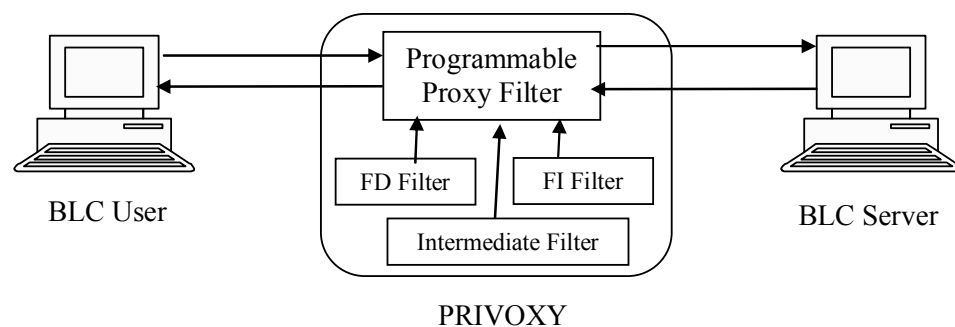 Programmable
Proxy Filter
FD Filter
FI Filter
Intermediate Filter
BLC User
BLC Server
PRIVOXY